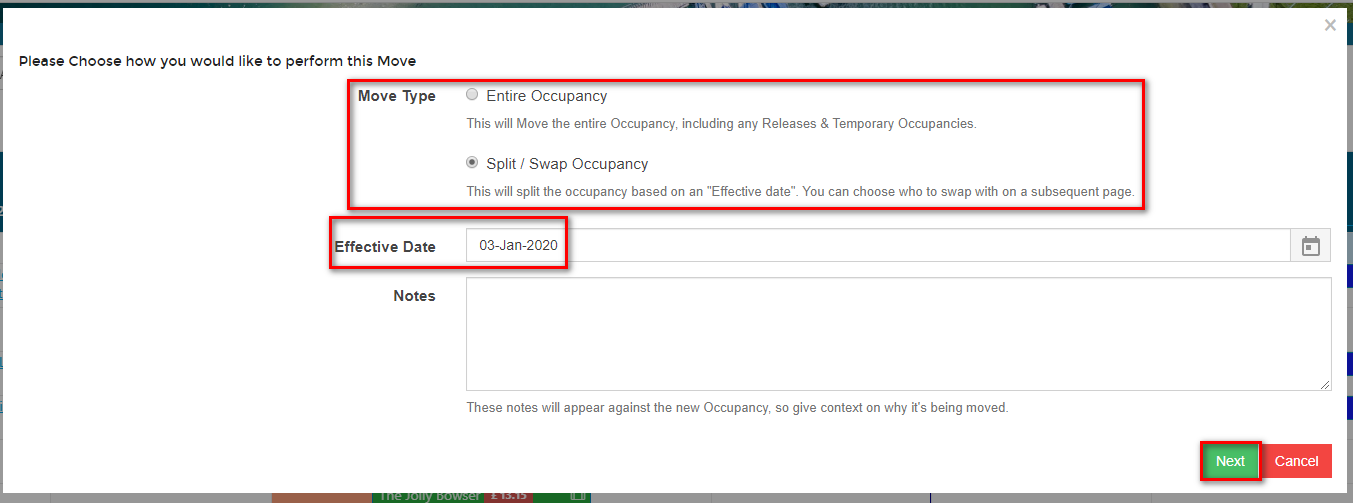 ×
Please Choose how you would like to perform this Move
Move Type
Entire Occupancy
This will Move the entire Occupancy, including any Releases & Temporary Occupancies.
Split / Swap Occupancy
This will split the occupancy based on an "Effective date". You can choose who to swap with on a subsequent page.
Effective Date 03-Jan-2020
Notes
These notes will appear against the new Occupancy, so give context on why it's being moved.
Next Cancel
The Jolly Bowser £ 13.15